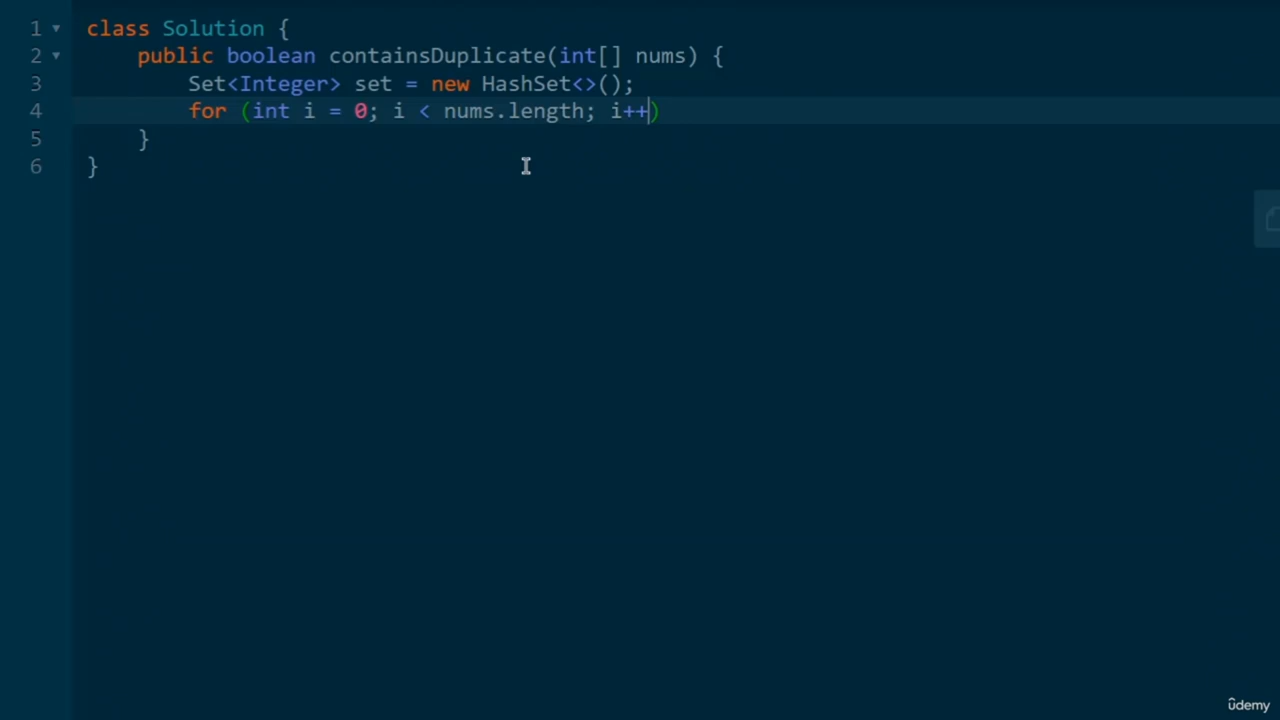 1 class Solution {
2 public boolean containsDuplicate(int[] nums) {
3 Set<Integer> set = new HashSet<>();
4 for (int i = 0; i < nums.length; i++)
5 }
6 }
ûdemy